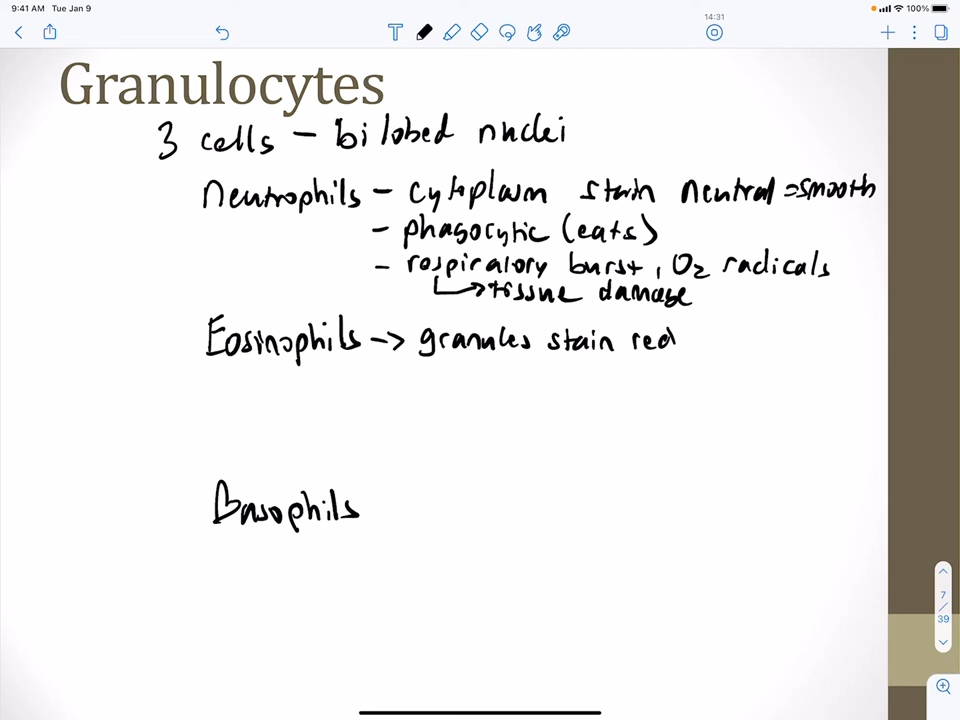 9:41 AM Tue Jan 9
100%
14:31
T
Granulocytes
3 cells - bilobed nuclei
Neutrophils - cytoplasm stain neutral = smooth
- phagocytic (eats)
- respiratory burst, O2 radicals
→ tissue damage
Eosinophils -> granules stain red
Basophils
7
/
39